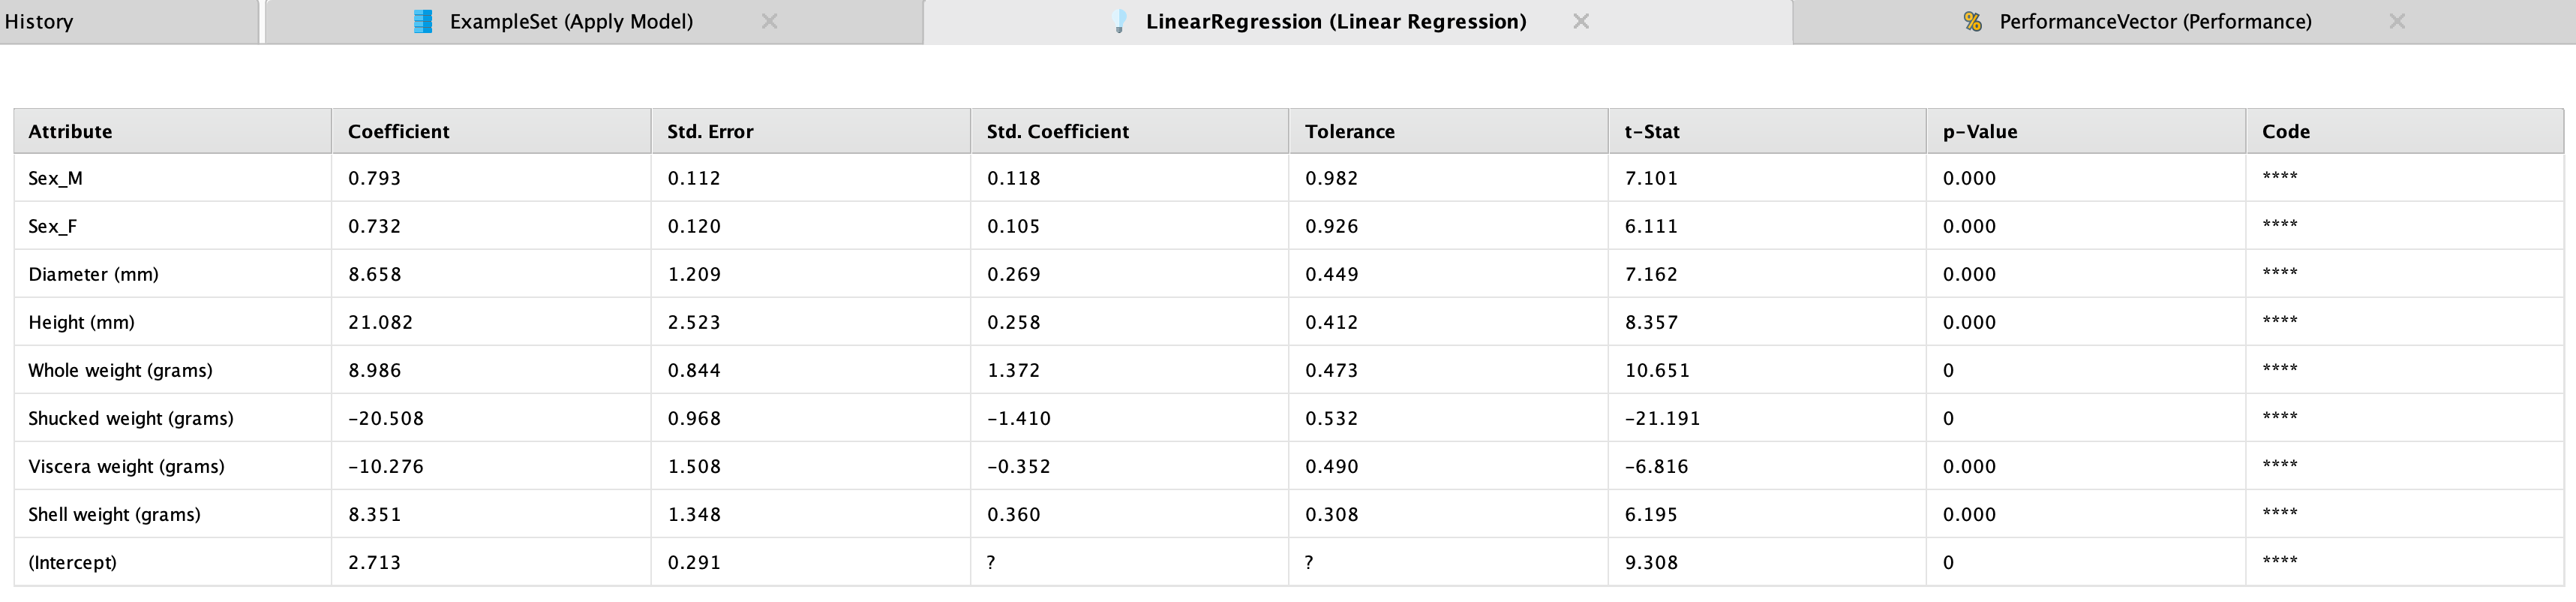 History ExampleSet (Apply Model) LinearRegression (Linear Regression) PerformanceVector (Performance)
Attribute Coefficient Std. Error Std. Coefficient Tolerance t-Stat p-Value Code
Sex_M 0.793 0.112 0.118 0.982 7.101 0.000 ****
Sex_F 0.732 0.120 0.105 0.926 6.111 0.000 ****
Diameter (mm) 8.658 1.209 0.269 0.449 7.162 0.000 ****
Height (mm) 21.082 2.523 0.258 0.412 8.357 0.000 ****
Whole weight (grams) 8.986 0.844 1.372 0.473 10.651 0 ****
Shucked weight (grams) -20.508 0.968 -1.410 0.532 -21.191 0 ****
Viscera weight (grams) -10.276 1.508 -0.352 0.490 -6.816 0.000 ****
Shell weight (grams) 8.351 1.348 0.360 0.308 6.195 0.000 ****
(Intercept) 2.713 0.291 ? ? 9.308 0 ****